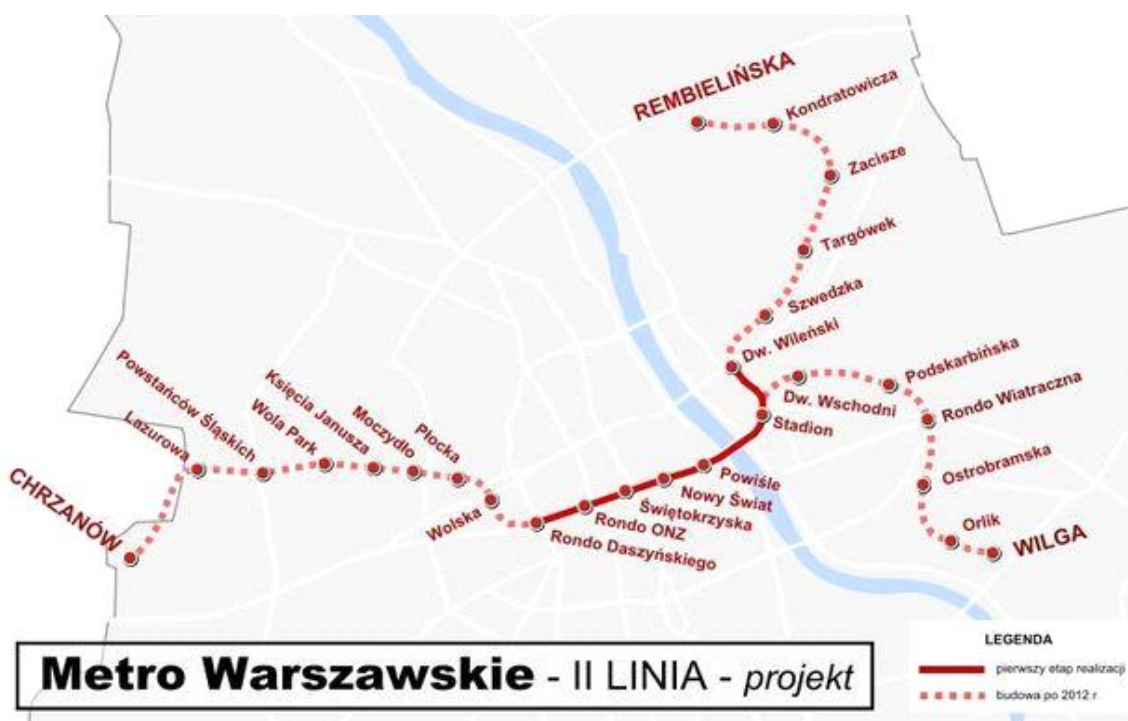 REMBIELIŃSKA
Kondratowicza
Zacisze
Targówek
Szwedzka
Dw. Wileński
Podskarbińska
Dw. Wschodni
Rondo Wiatraczna
Stadion
Ostrobramska
Orlik
WILGA
Powiśle
Nowy Świat
Świętokrzyska
Rondo ONZ
Rondo Daszyńskiego
Wolska
Płocka
Moczydło
Księcia Janusza
Wola Park
Powstańców Śląskich
Lazurowa
CHRZANÓW
Metro Warszawskie - II LINIA - projekt
LEGENDA
pierwszy etap realizacji
budowa po 2012 r.